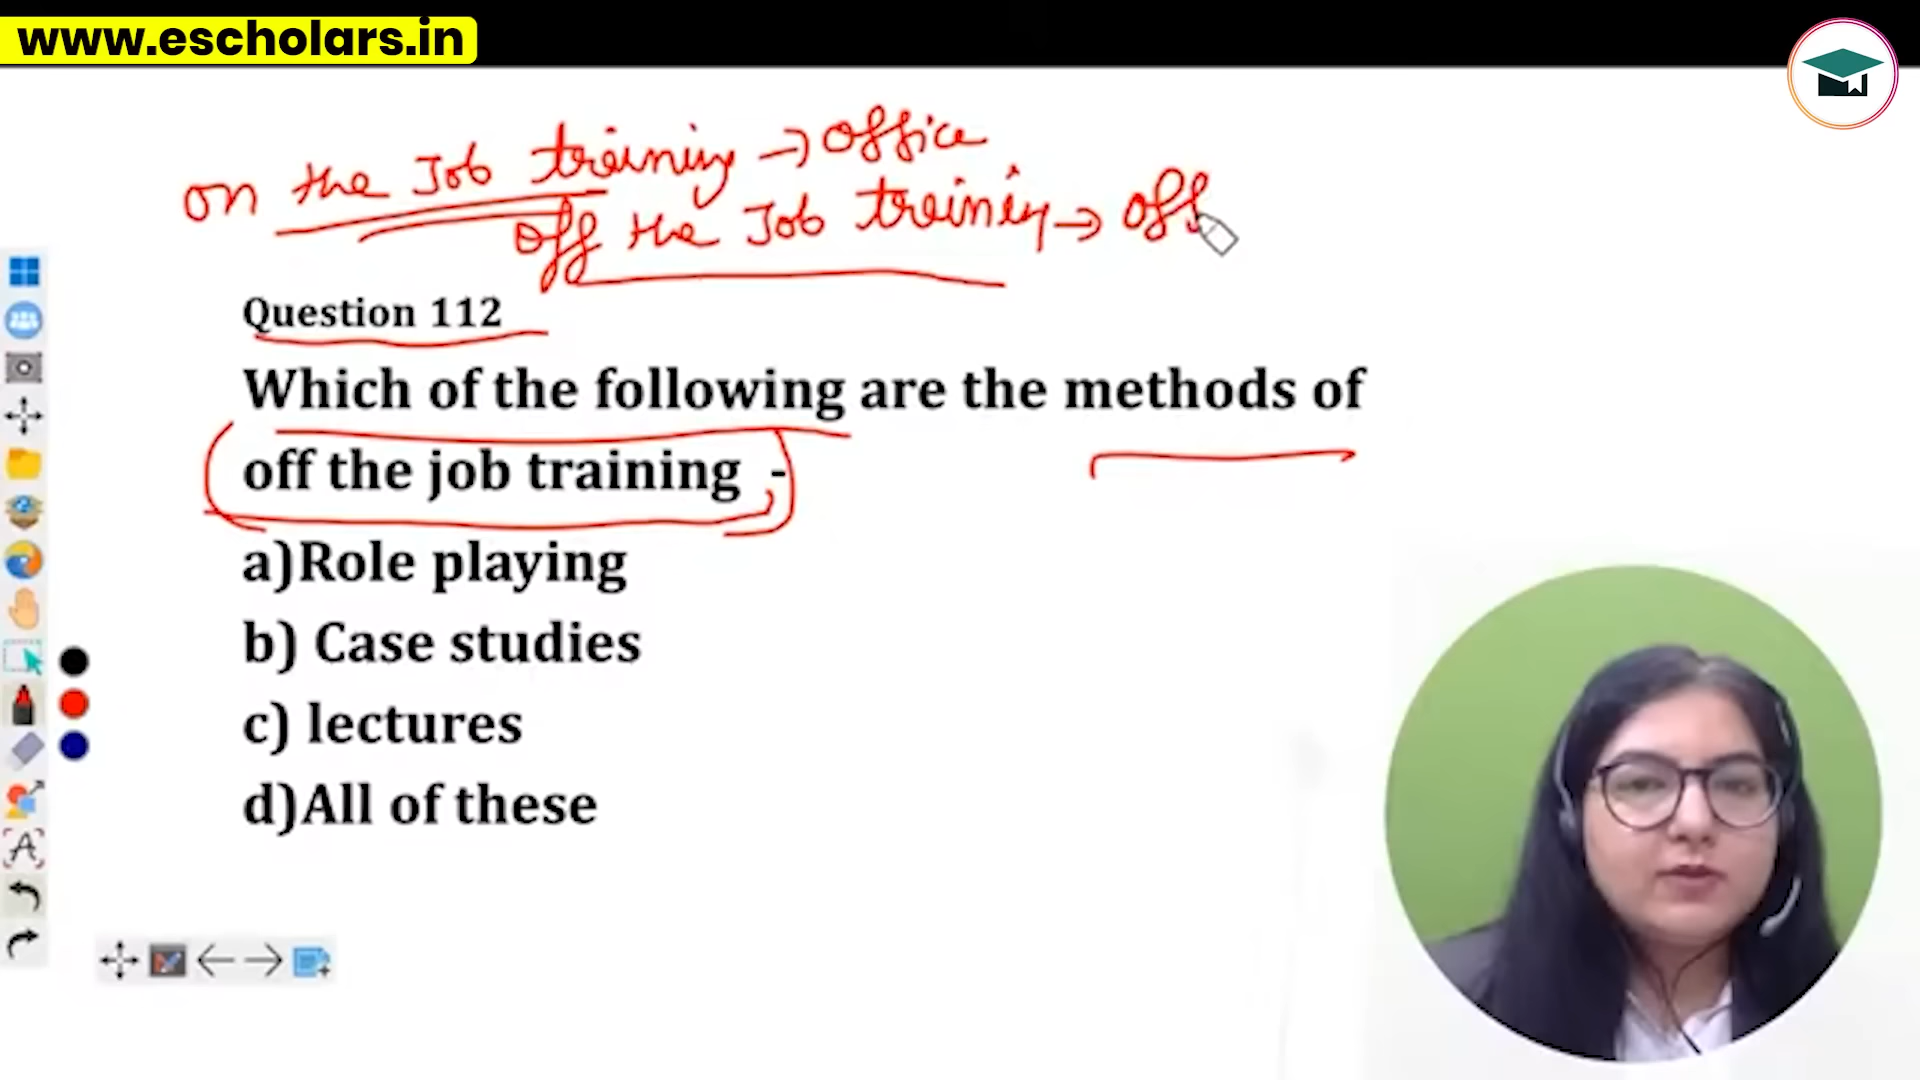 www.escholars.in
on the Job training → office
off the Job training → off
Question 112
Which of the following are the methods of
off the job training -
a)Role playing
b) Case studies
c) lectures
d)All of these